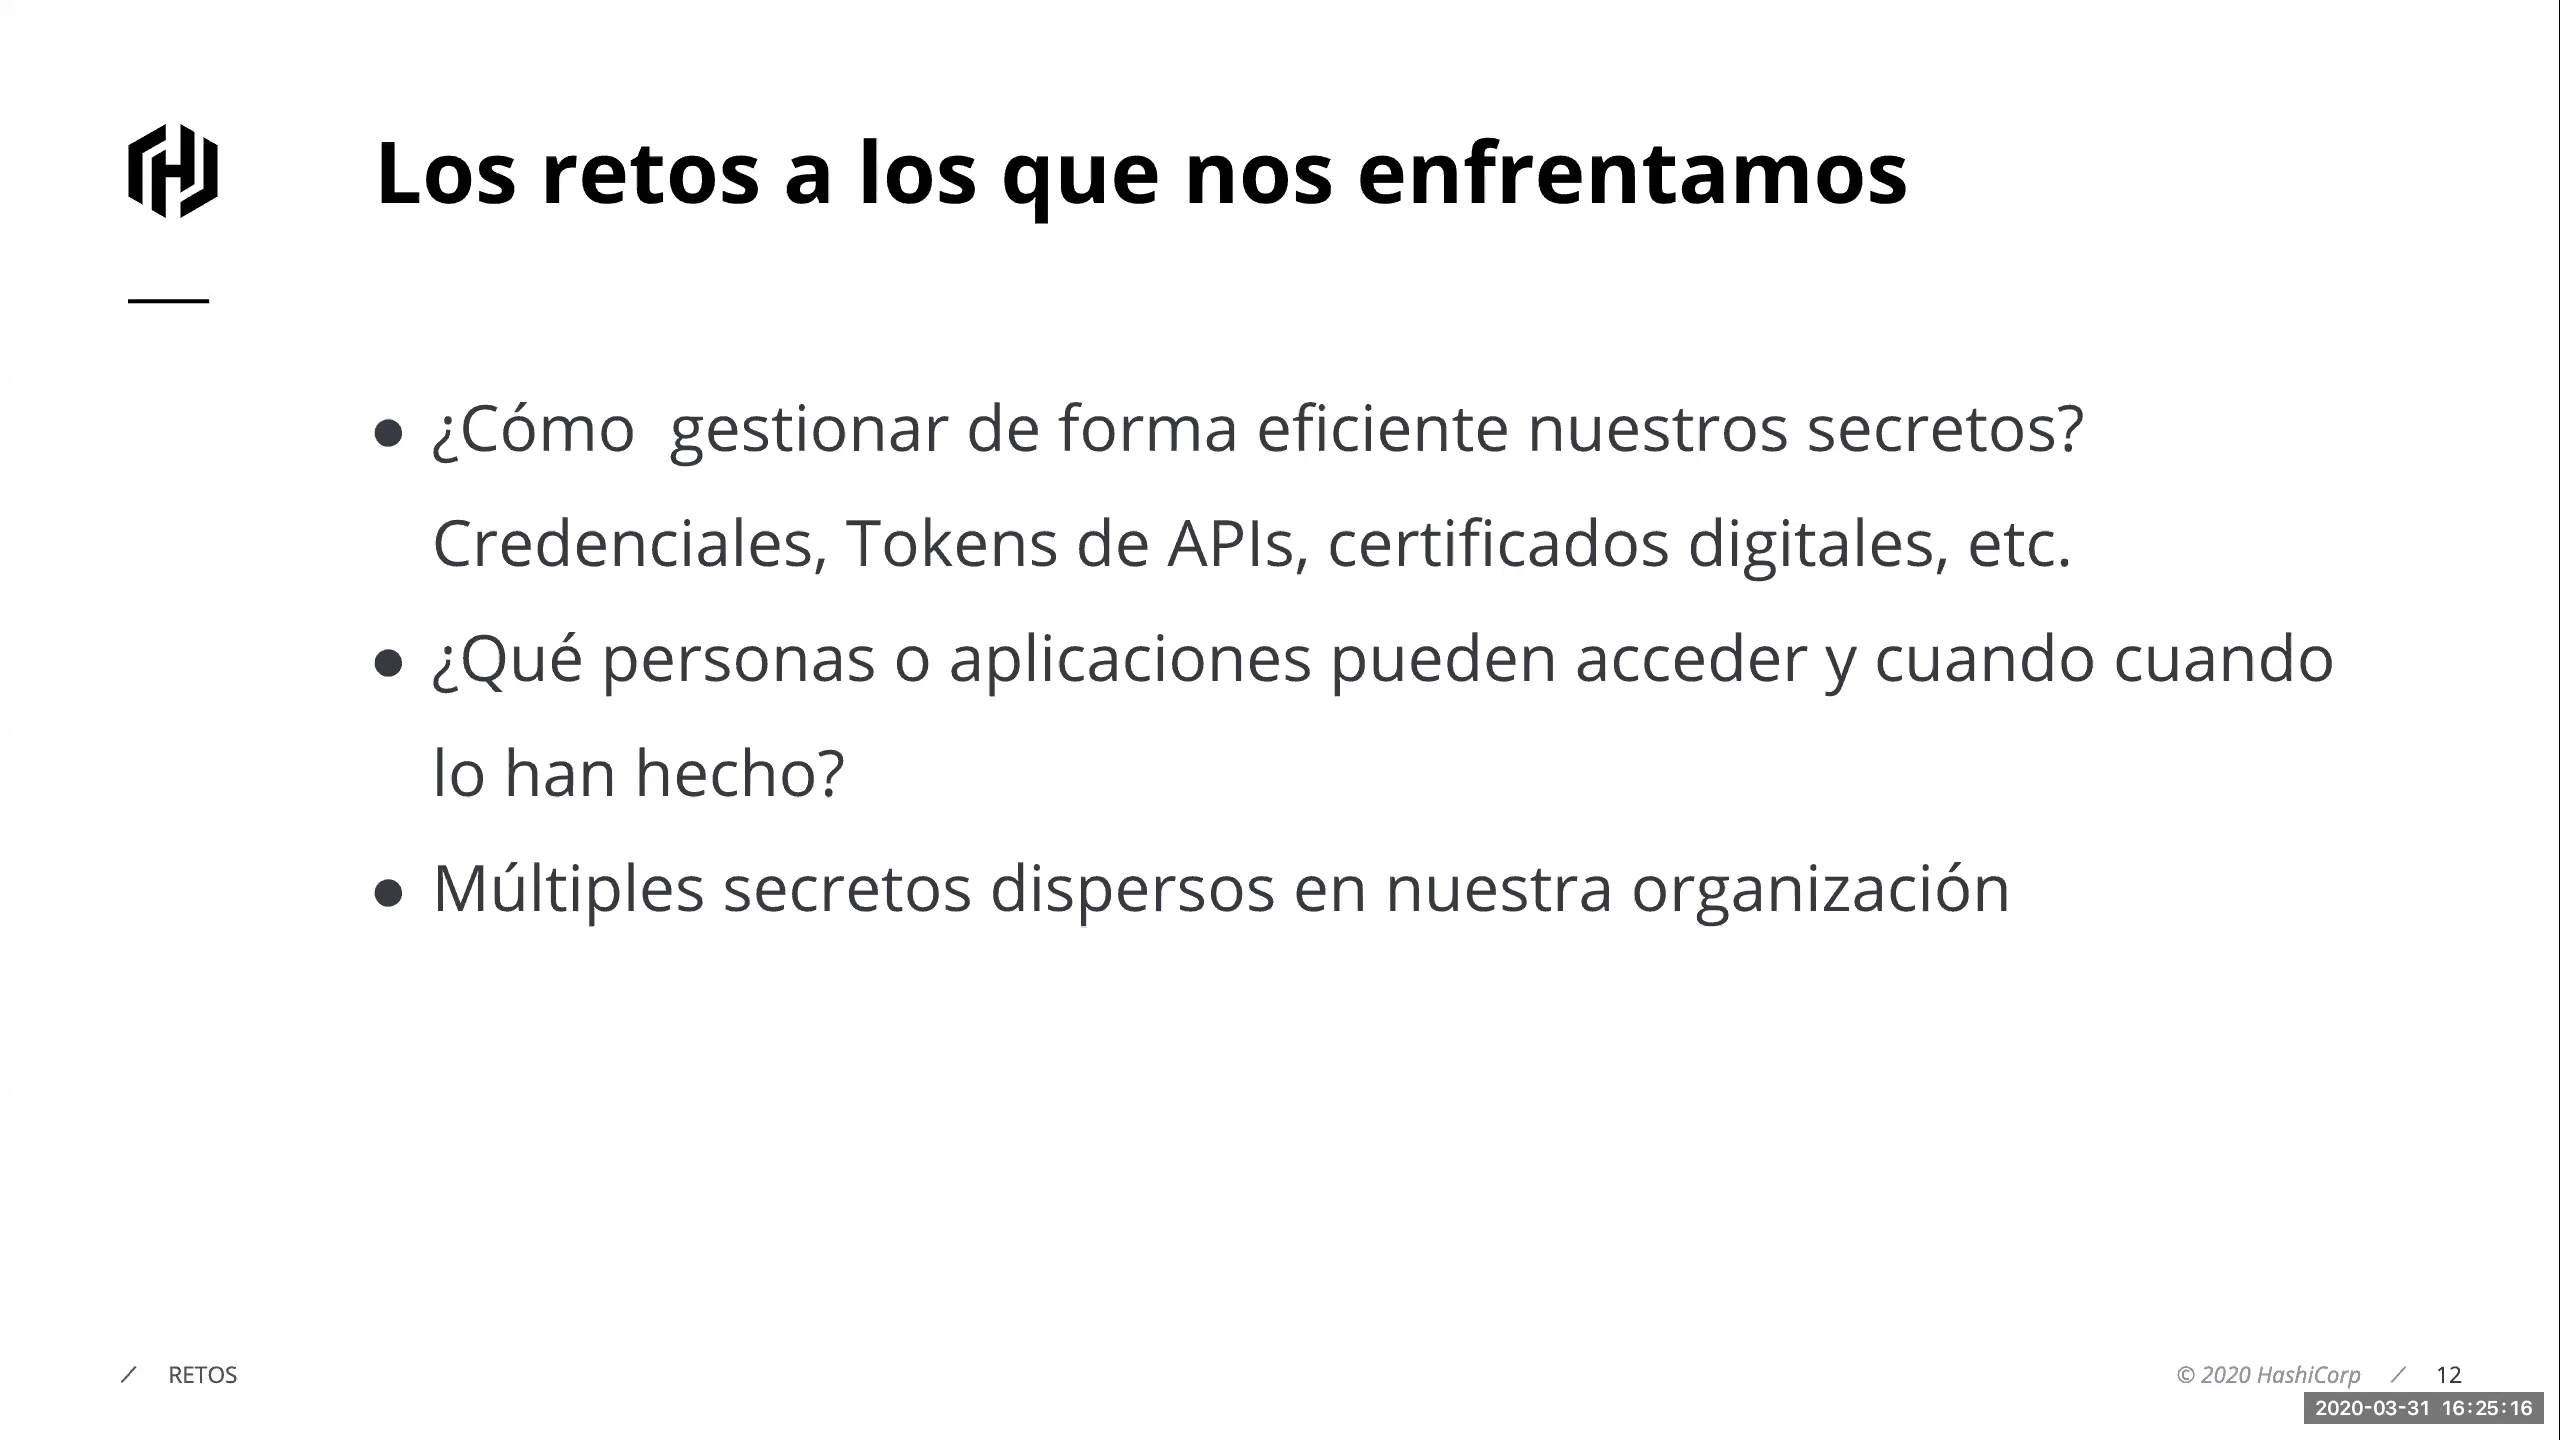 Los retos a los que nos enfrentamos
● ¿Cómo  gestionar de forma eficiente nuestros secretos?
Credenciales, Tokens de APIs, certificados digitales, etc.
● ¿Qué personas o aplicaciones pueden acceder y cuando cuando
lo han hecho?
● Múltiples secretos dispersos en nuestra organización
/ RETOS
© 2020 HashiCorp / 12
2020-03-31 16:25:16